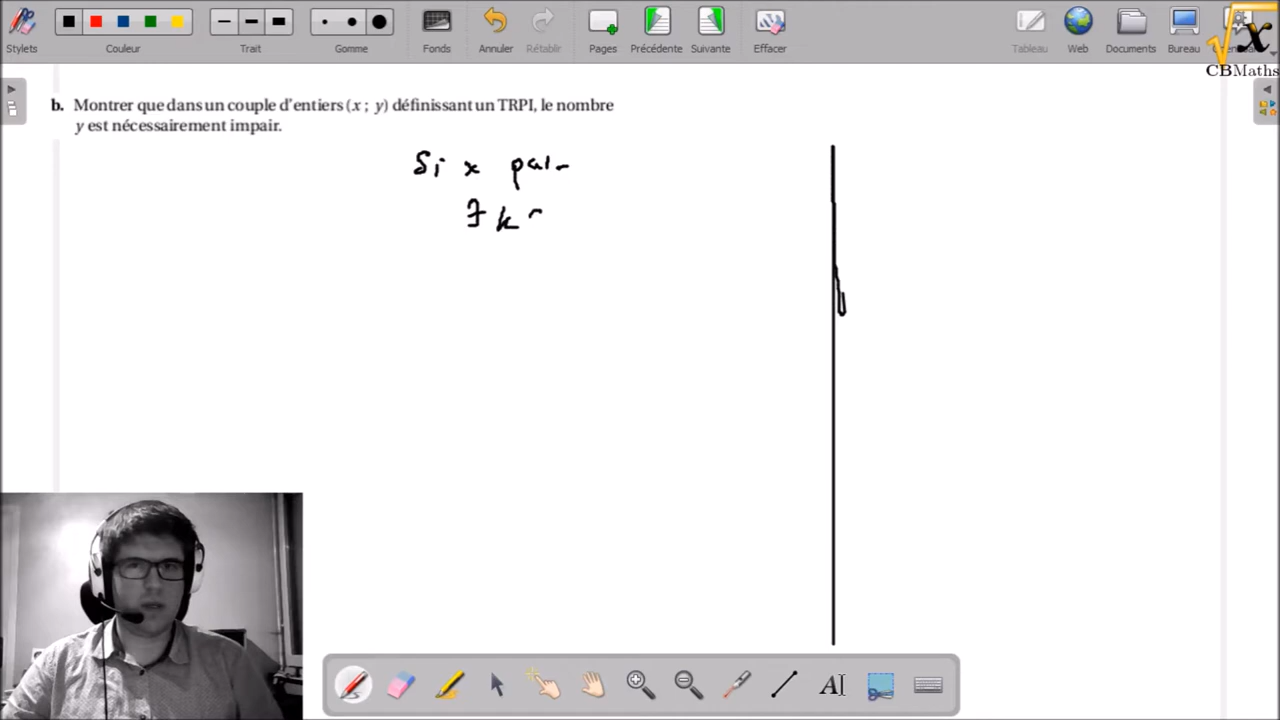 Stylets Couleur Trait Gomme Fonds Annuler Rétablir Pages Précédente Suivante Effacer Tableau Web Documents Bureau
CBMaths
b. Montrer que dans un couple d'entiers (x ; y) définissant un TRPI, le nombre
y est nécessairement impair.
Si x pair
∃ k